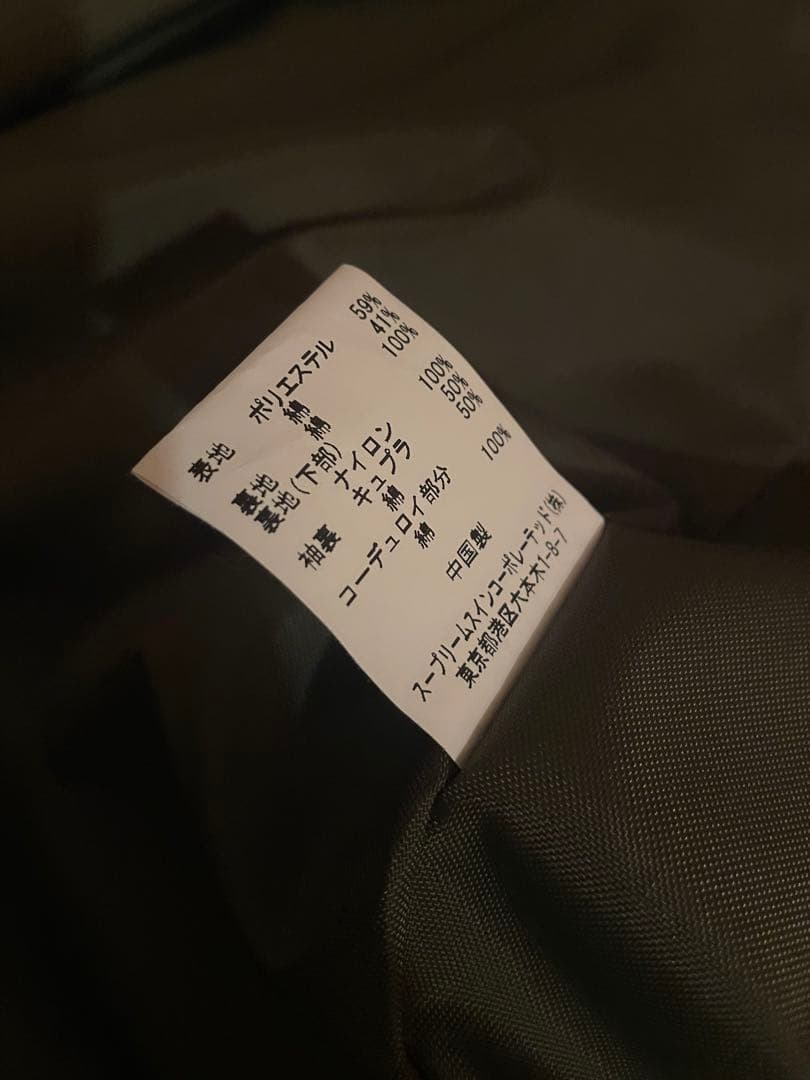 表地 ポリエステル 59%
綿 41%
裏地 綿 100%
裏地(下部)
ナイロン 100%
袖裏 キュプラ 50%
綿 50%
コーデュロイ部分
綿 100%
中国製
スープリームスインコーポレーテッド(株)
東京都港区六本木1-8-7